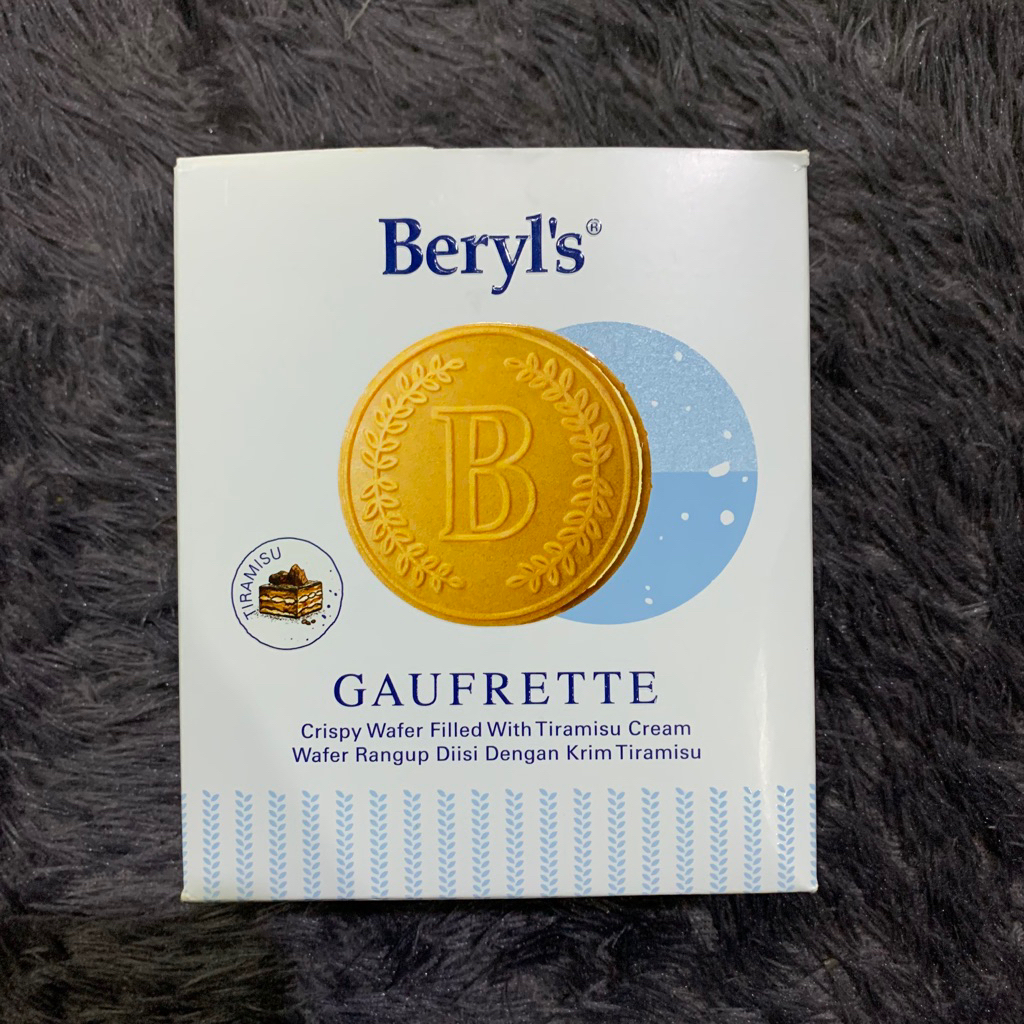 Beryl's®
B
TIRAMISU
GAUFRETTE
Crispy Wafer Filled With Tiramisu Cream
Wafer Rangup Diisi Dengan Krim Tiramisu